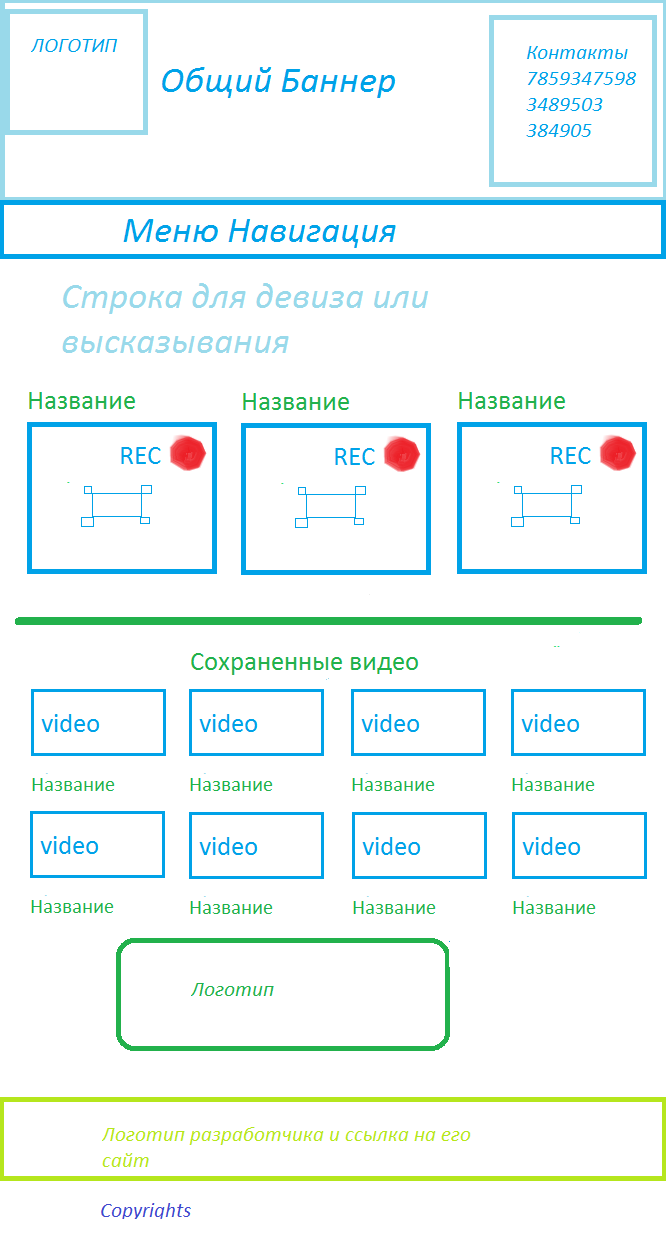 ЛОГОТИП
Общий Баннер
Контакты
7859347598
3489503
384905
Меню Навигация
Строка для девиза или
высказывания
Название
Название
Название
REC
REC
REC
Сохраненные видео
video
video
video
video
Название
Название
Название
Название
video
video
video
video
Название
Название
Название
Название
Логотип
Логотип разработчика и ссылка на его
сайт
Copyrights